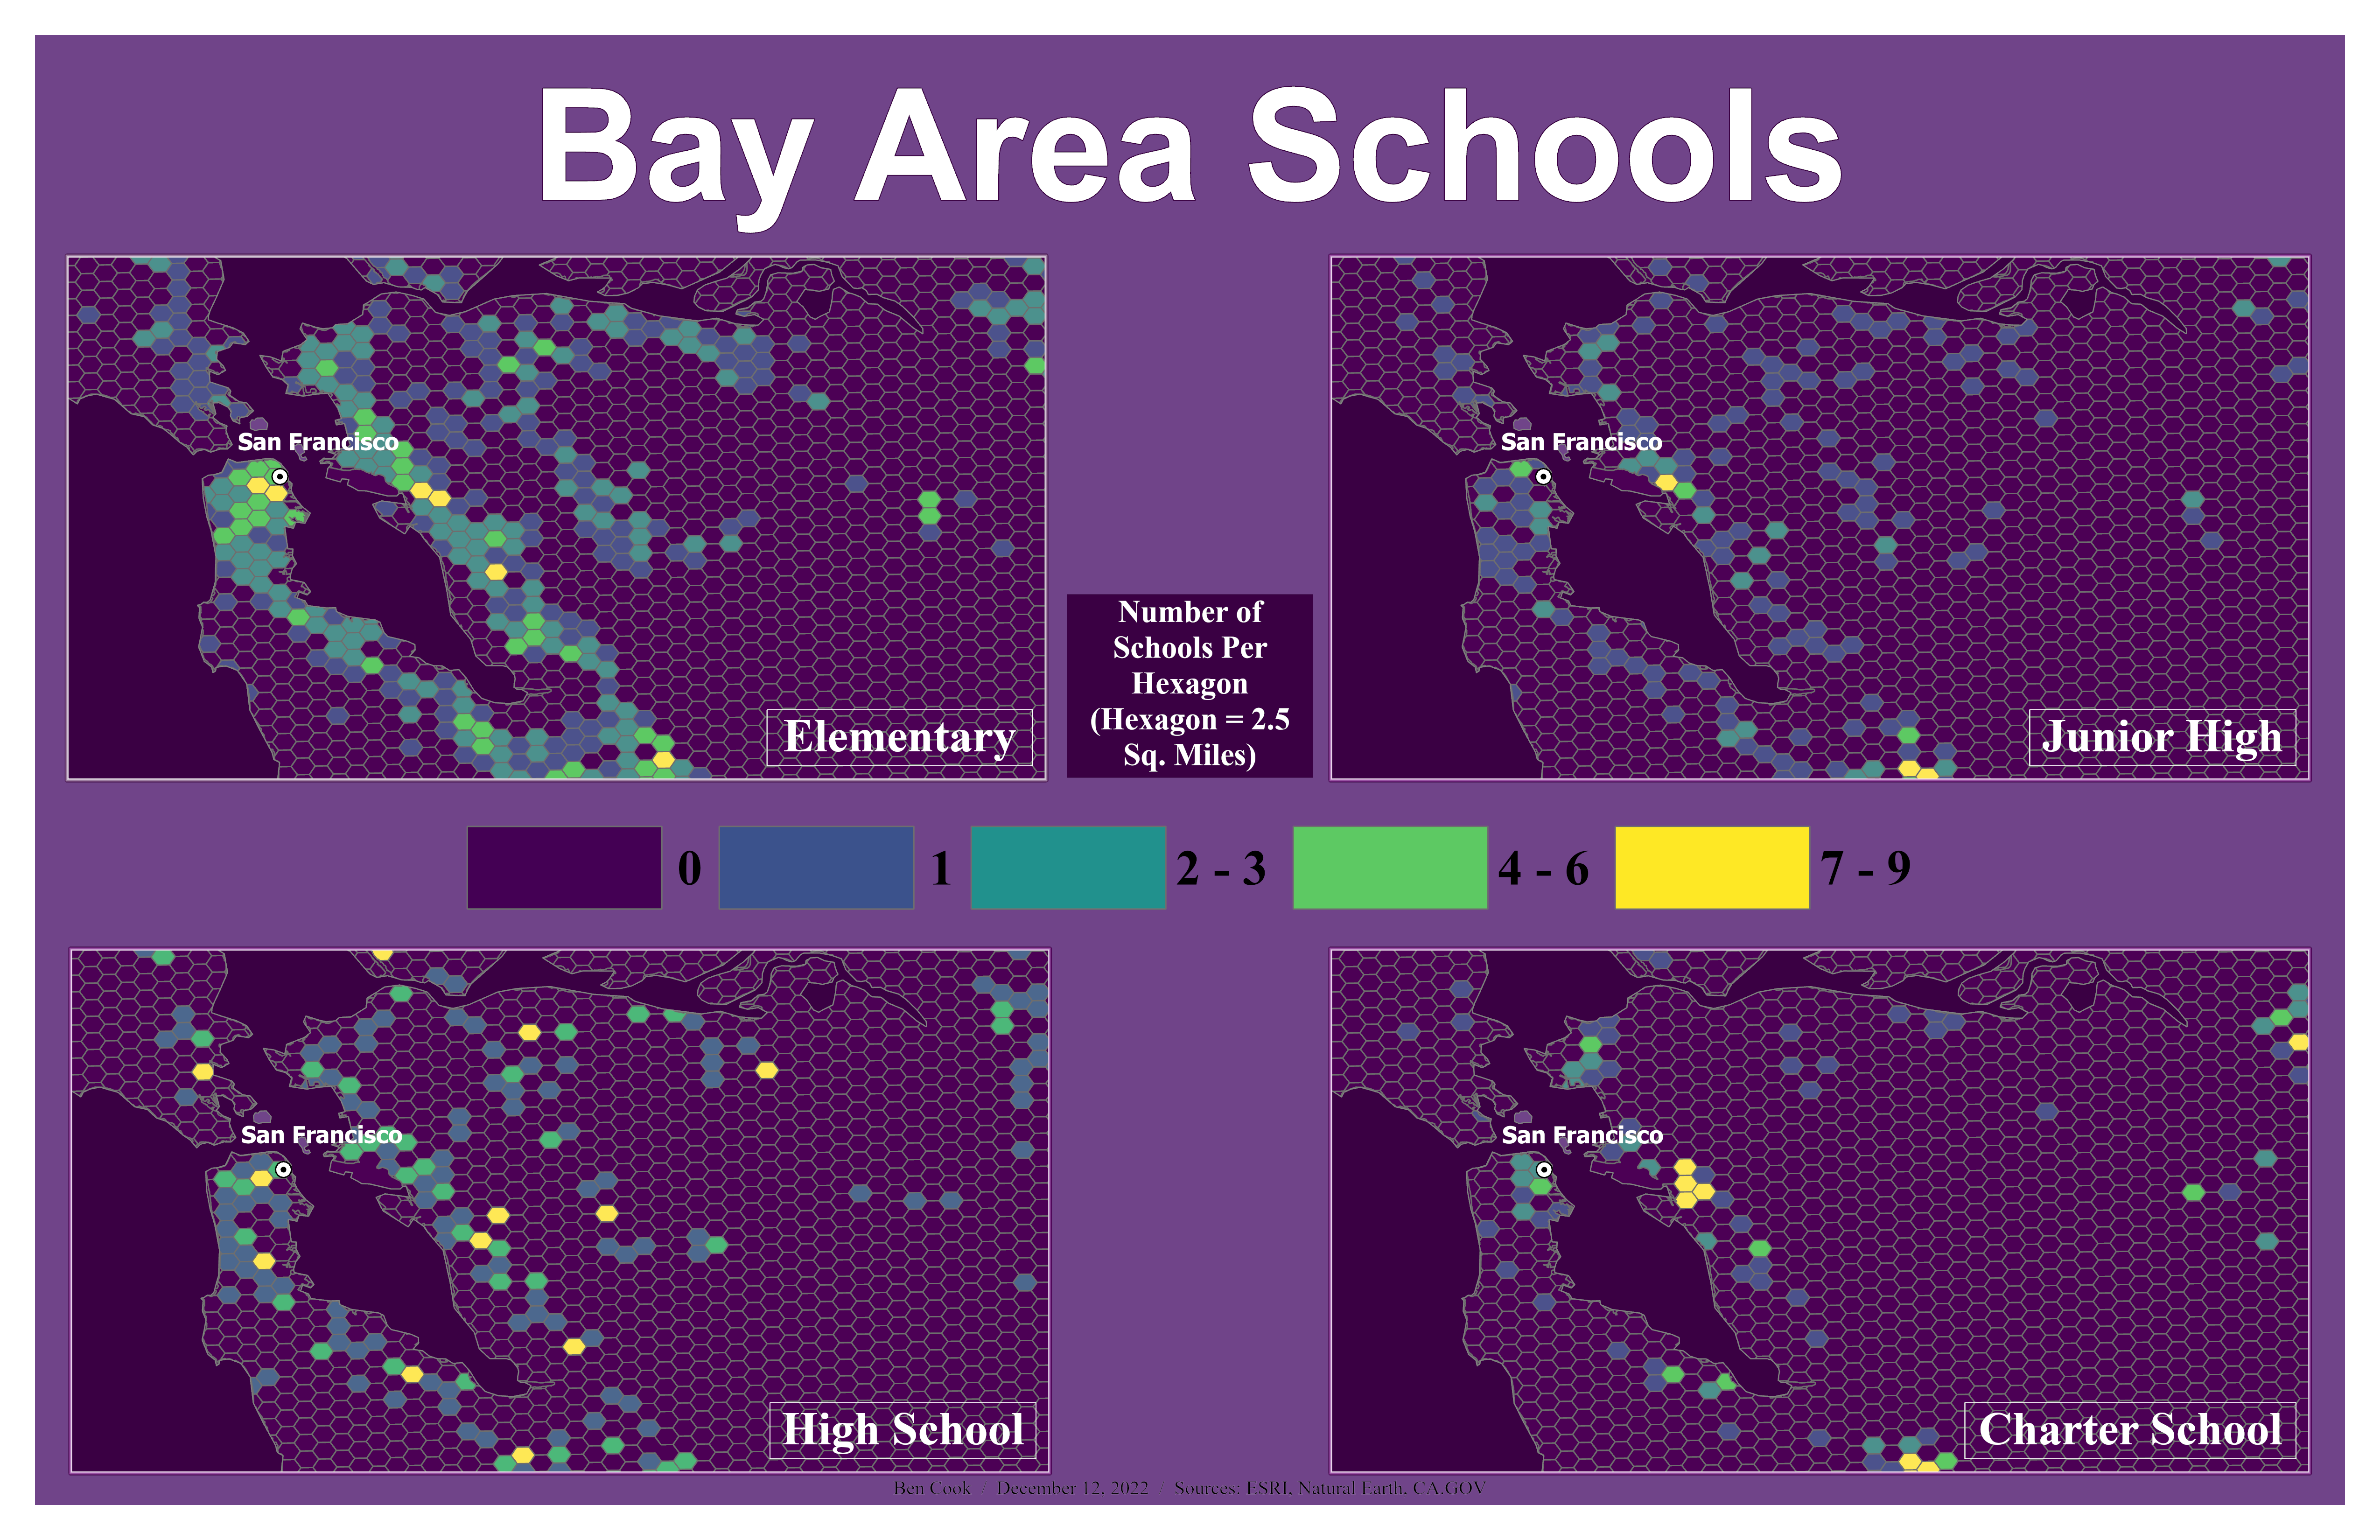 Bay Area Schools
San Francisco
Elementary
San Francisco
Junior High
Number of
Schools Per
Hexagon
(Hexagon = 2.5
Sq. Miles)
0
1
2 - 3
4 - 6
7 - 9
San Francisco
High School
San Francisco
Charter School
Ben Cook / December 12, 2022 / Sources: ESRI, Natural Earth, CA.GOV